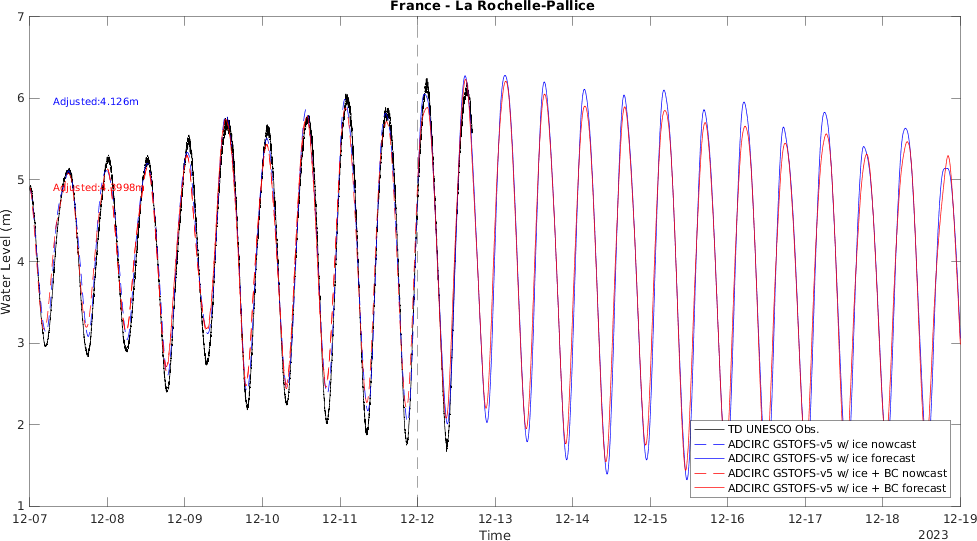 France - La Rochelle-Pallice
Water Level (m)
7
6
5
4
3
2
1
Adjusted:4.126m
TD UNESCO Obs.
ADCIRC GSTOFS-v5 w/ ice nowcast
ADCIRC GSTOFS-v5 w/ ice forecast
ADCIRC GSTOFS-v5 w/ ice + BC nowcast
ADCIRC GSTOFS-v5 w/ ice + BC forecast
12-07 12-08 12-09 12-10 12-11 12-12 12-13 12-14 12-15 12-16 12-17 12-18 12-19
Time
2023